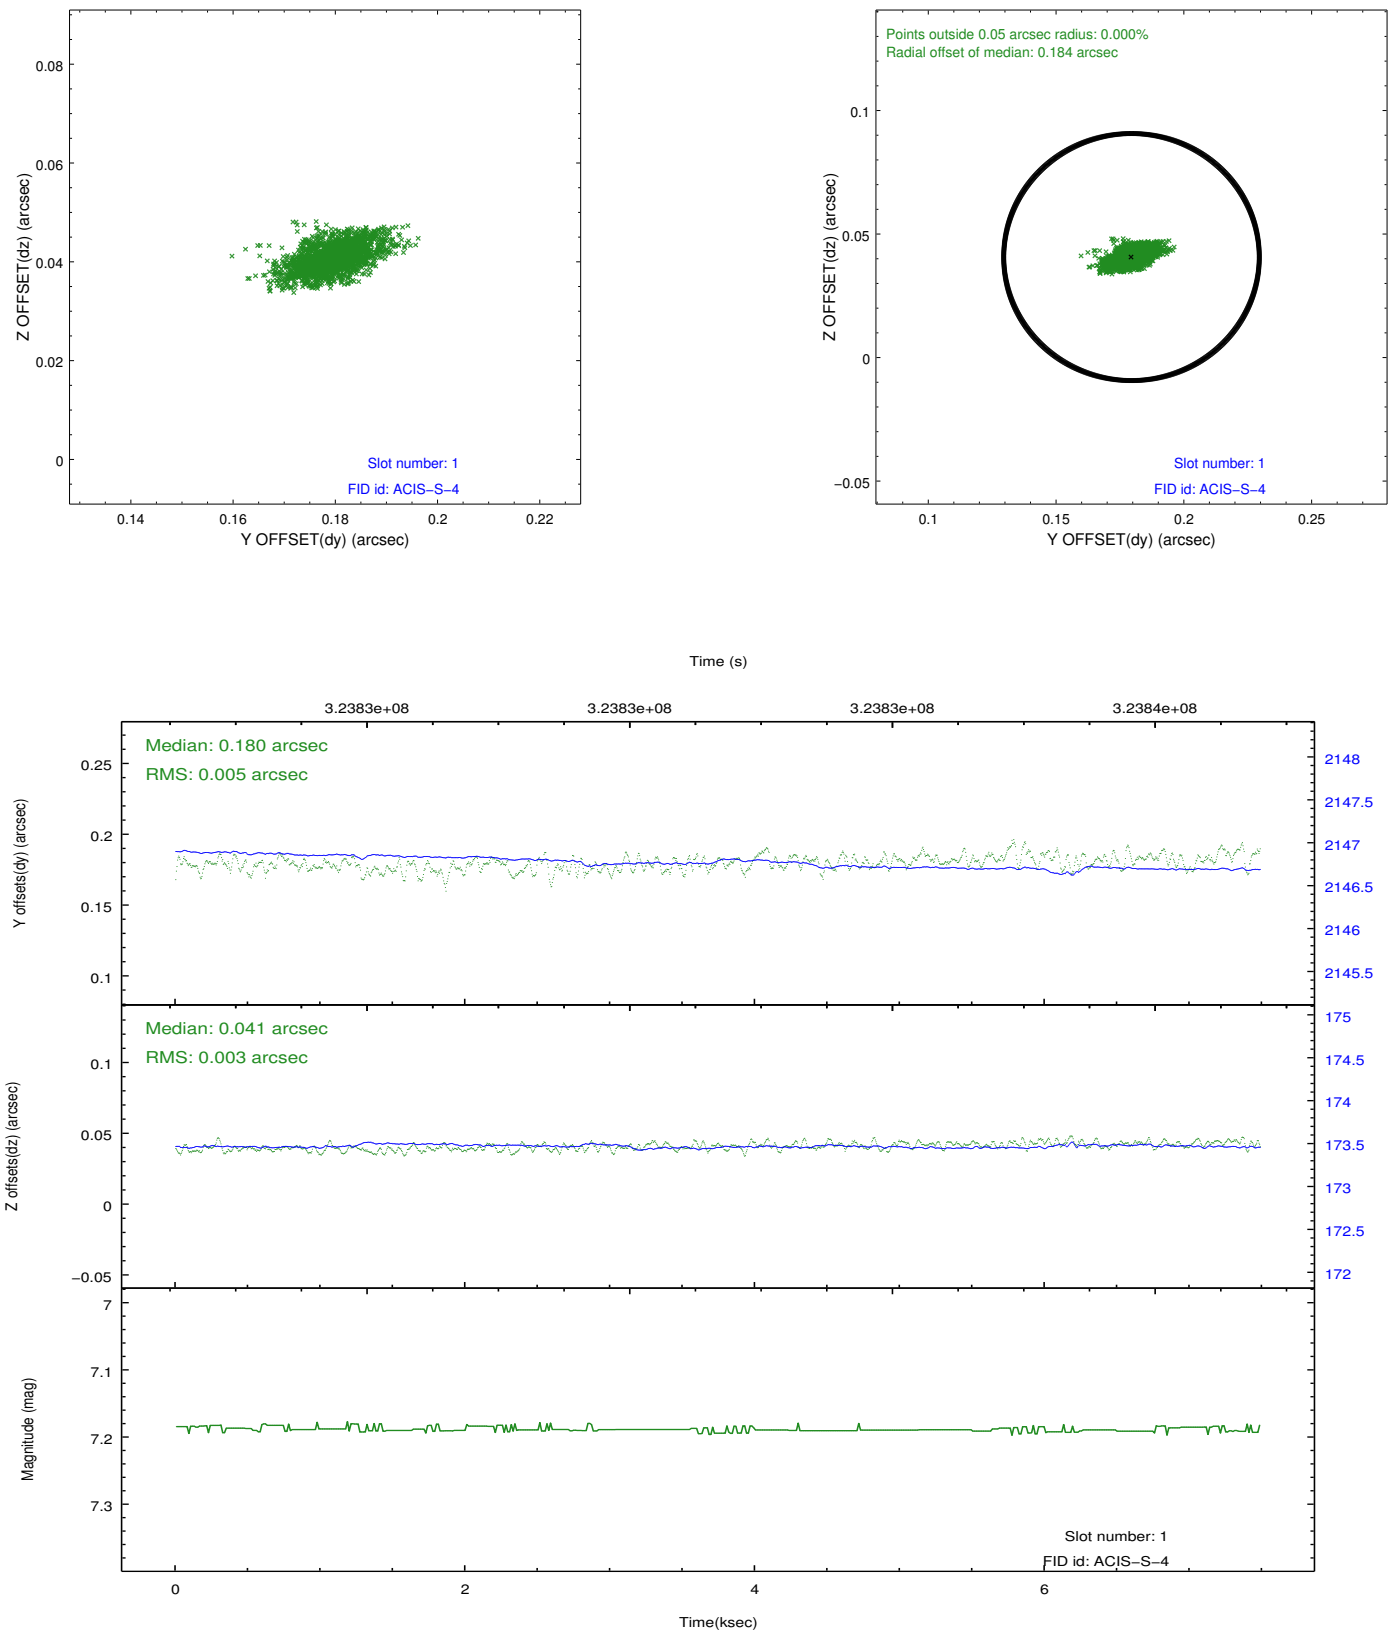 0.08
0.06
0.04
0.02
0
Z OFFSET(dz) (arcsec)
Slot number: 1
FID id: ACIS−S−4
0.14 0.16 0.18 0.2 0.22
Y OFFSET(dy) (arcsec)
Points outside 0.05 arcsec radius: 0.000%
Radial offset of median: 0.184 arcsec
0.1
0.05
0
−0.05
Z OFFSET(dz) (arcsec)
Slot number: 1
FID id: ACIS−S−4
0.1 0.15 0.2 0.25
Y OFFSET(dy) (arcsec)
Time (s)
3.2383e+08 3.2383e+08 3.2383e+08 3.2384e+08
Median: 0.180 arcsec
RMS: 0.005 arcsec
0.25
0.2
0.15
0.1
Y offsets(dy) (arcsec)
2148
2147.5
2147
2146.5
2146
2145.5
Median: 0.041 arcsec
RMS: 0.003 arcsec
0.1
0.05
0
−0.05
Z offsets(dz) (arcsec)
175
174.5
174
173.5
173
172.5
172
7
7.1
7.2
7.3
Magnitude (mag)
Slot number: 1
FID id: ACIS−S−4
0 2 4 6
Time(ksec)